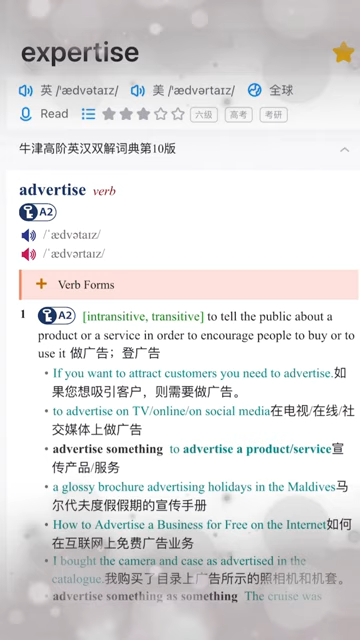 expertise
英 /'ædvətaɪz/ 美 /'ædvərtaɪz/ 全球
Read 六级 高考 考研
牛津高阶英汉双解词典第10版
advertise verb
A2
/ˈædvətaɪz/
/ˈædvərtaɪz/
+ Verb Forms
1 A2 [intransitive, transitive] to tell the public about a
product or a service in order to encourage people to buy or to
use it 做广告；登广告
• If you want to attract customers you need to advertise.如
果您想吸引客户，则需要做广告。
• to advertise on TV/online/on social media在电视/在线/社
交媒体上做广告
• advertise something to advertise a product/service宣
传产品/服务
• a glossy brochure advertising holidays in the Maldives马
尔代夫度假假期的宣传手册
• How to Advertise a Business for Free on the Internet如何
在互联网上免费广告业务
• I bought the camera and case as advertised in the
catalogue.我购买了目录上广告所示的照相机和机套。
• advertise something as something The cruise was